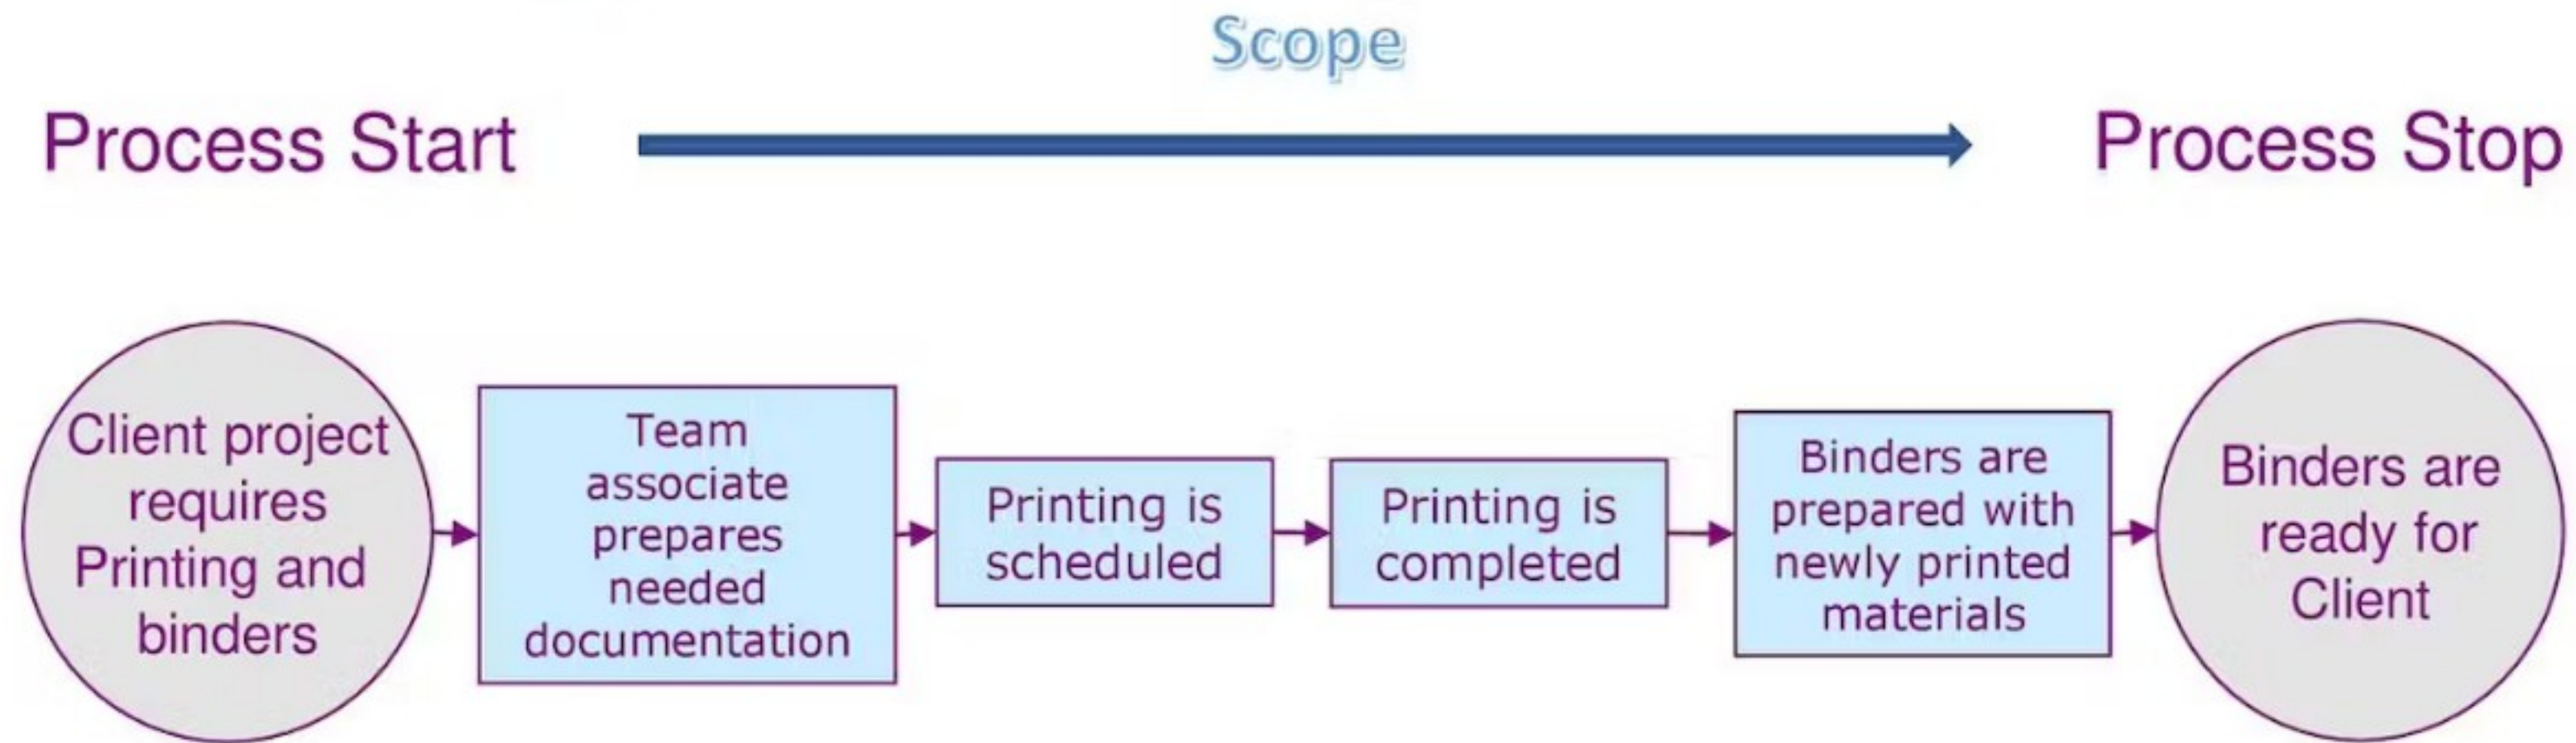 Scope
Process Start
Process Stop
Client project
requires
Printing and
binders
Team
associate
prepares
needed
documentation
Printing is
scheduled
Printing is
completed
Binders are
prepared with
newly printed
materials
Binders are
ready for
Client